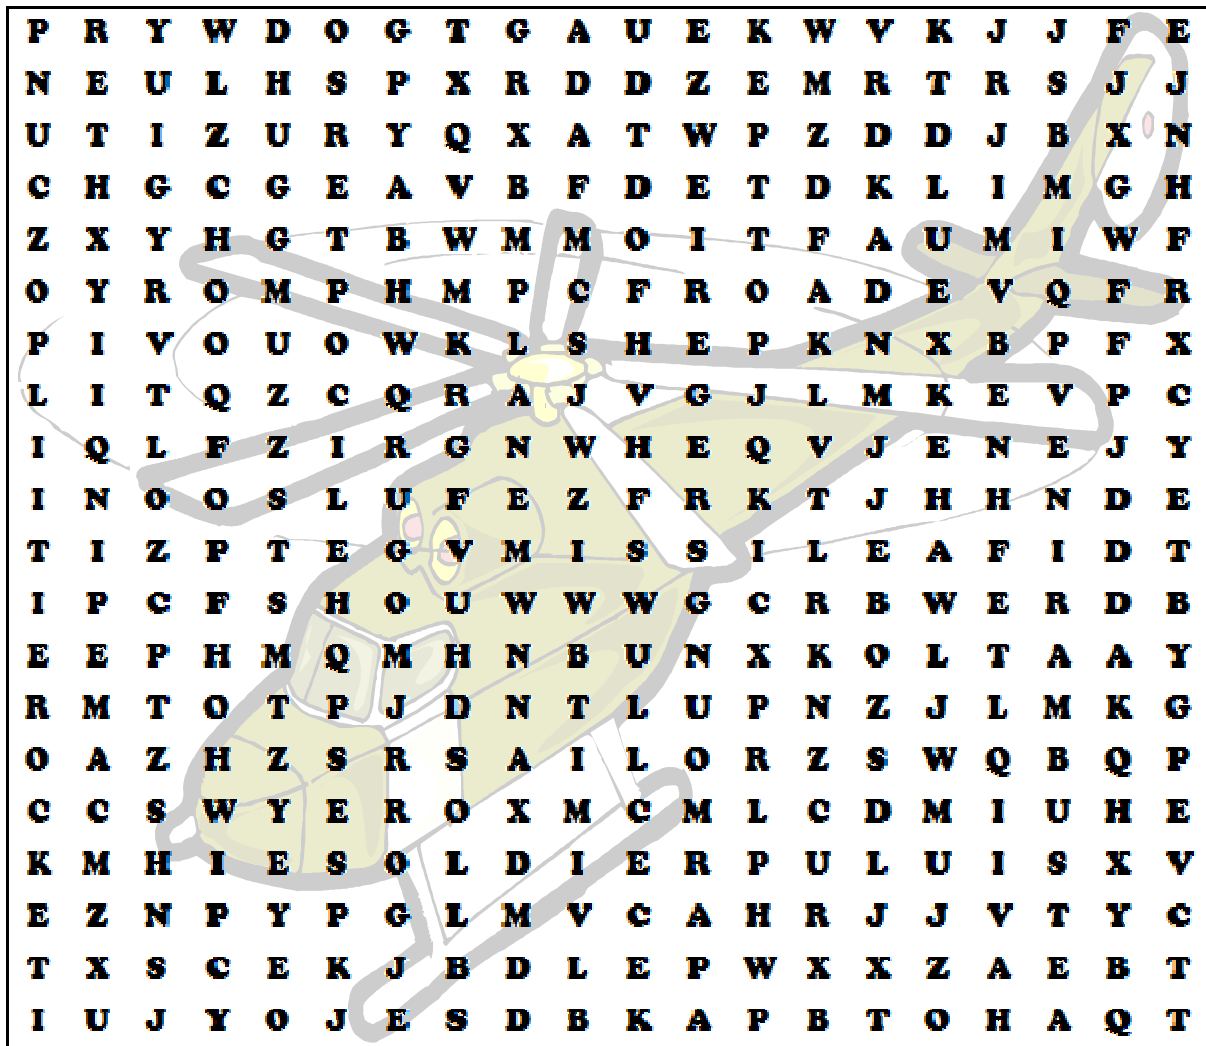 P R Y W D O G T G A U E K W V K J J F E
N E U L H S P X R D D Z E M R T R S J J
U T I Z U R Y Q X A T W P Z D D J B X N
C H G C G E A V B F D E T D K L I M G H
Z X Y H G T B W M M O I T F A U M I W F
O Y R O M P H M P C F R O A D E V Q F R
P I V O U O W K L S H E P K N X B P F X
L I T Q Z C Q R A J V G J L M K E V P C
I Q L F Z I R G N W H E Q V J E N E J Y
I N O O S L U F E Z F R K T J H H N D E
T I Z P T E G V M I S S I L E A F I D T
I P C F S H O U W W W G C R B W E R D B
E E P H M Q M H N B U N X K O L T A A Y
R M T O T P J D N T L U P N Z J L M K G
O A Z H Z S R S A I L O R Z S W Q B Q P
C C S W Y E R O X M C M L C D M I U H E
K M H I E S O L D I E R P U L U I S X V
E Z N P Y P G L M V C A H R J J V T Y C
T X S C E K J B D L E P W X X Z A E B T
I U J Y O J E S D B K A P B T O H A Q T